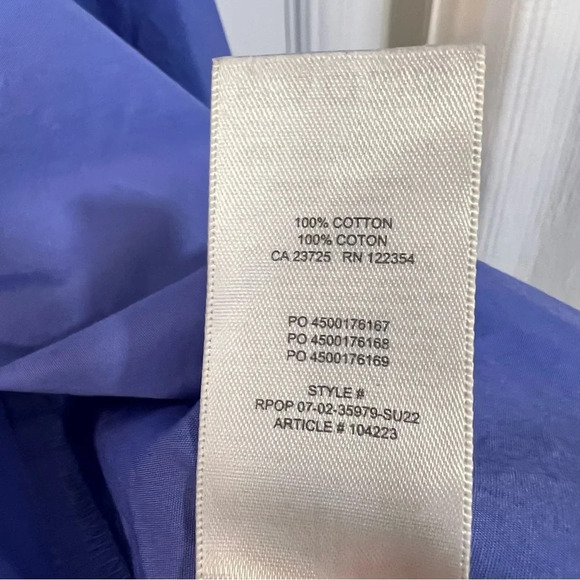 100% COTTON
100% COTON
CA 23725 RN 122354
PO 4500176167
PO 4500176168
PO 4500176169
STYLE #
RPOP 07-02-35979-SU22
ARTICLE # 104223